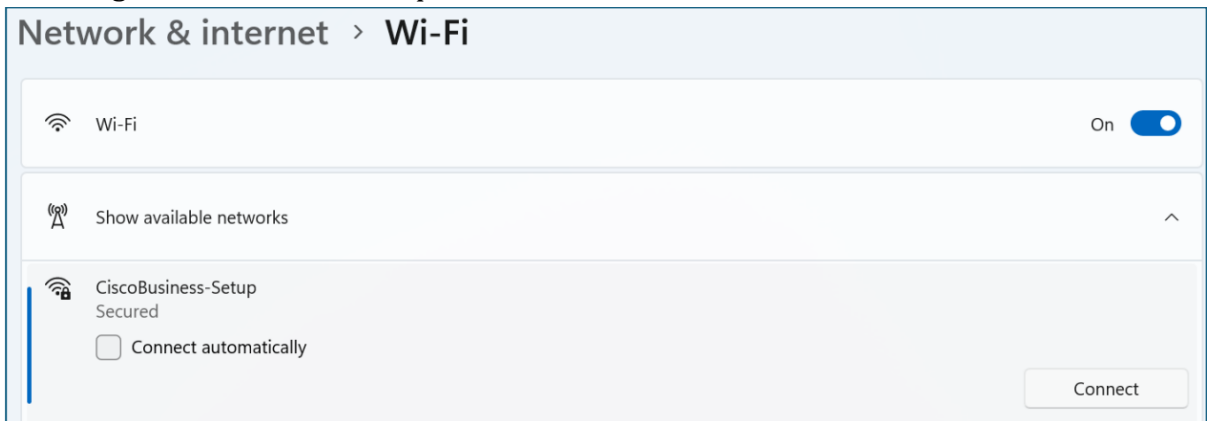 Network & internet > Wi-Fi
Wi-Fi
On
Show available networks
CiscoBusiness-Setup
Secured
Connect automatically
Connect